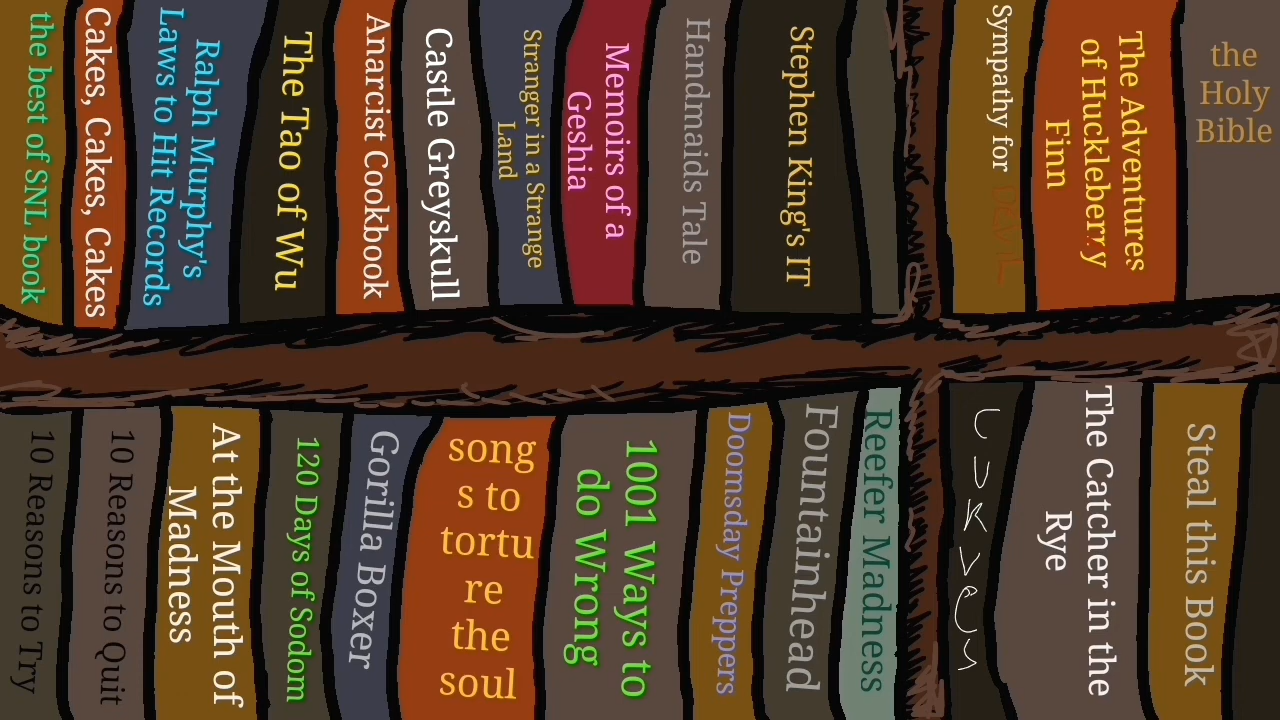 the best of SNL book
Cakes, Cakes, Cakes
Ralph Murphy's
Laws to Hit Records
The Tao of Wu
Anarcist Cookbook
Castle Greyskull
Stranger in a Strange
Land
Memoirs of a
Geshia
Handmaids Tale
Stephen King's IT
Sympathy for
The Adventures
of Huckleberry
Finn
the
Holy
Bible
10 Reasons to Try
10 Reasons to Quit
At the Mouth of
Madness
120 Days of Sodom
Gorilla Boxer
song
s to
tortu
re
the
soul
1001 Ways to
do Wrong
Doomsday Preppers
Fountainhead
Reefer Madness
The Catcher in the
Rye
Steal this Book